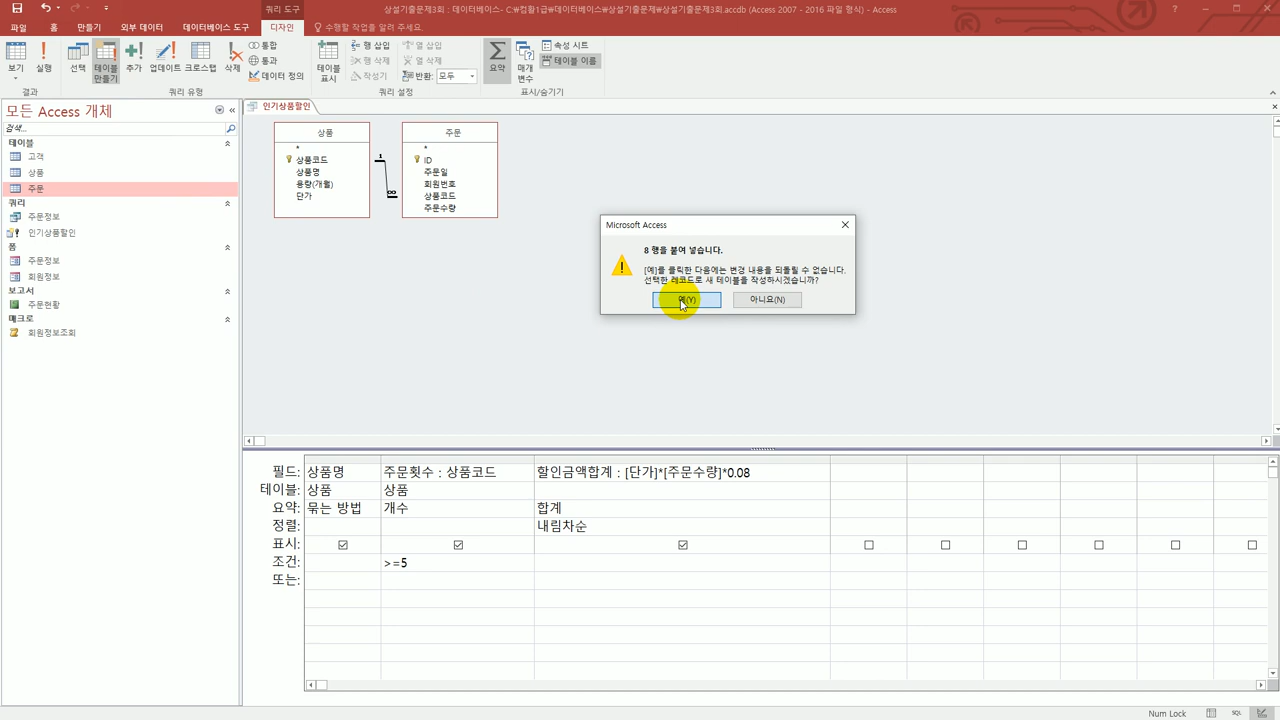 쿼리 도구
상설기출문제3회 : 데이터베이스- C:₩컴활1급₩데이터베이스₩상설기출문제₩상설기출문제3회.accdb (Access 2007 - 2016 파일 형식) - Access
파일 홈 만들기 외부 데이터 데이터베이스 도구 디자인 수행할 작업을 알려 주세요.
보기 실행 선택 테이블 만들기 추가 업데이트 크로스탭 삭제
통합
통과
데이터 정의
테이블 표시
행 삽입
행 삭제
작성기
열 삽입
열 삭제
반환: 모두
요약 매개 변수
속성 시트
테이블 이름
결과 쿼리 유형 쿼리 설정 표시/숨기기
모든 Access 개체
검색...
테이블
고객
상품
주문
쿼리
주문정보
인기상품할인
폼
주문정보
회원정보
보고서
주문현황
매크로
회원정보조회
인기상품할인
상품
*
상품코드
상품명
용량(개월)
단가
1
∞
주문
*
ID
주문일
회원번호
상품코드
주문수량
Microsoft Access
8 행을 붙여 넣습니다.
[예]를 클릭한 다음에는 변경 내용을 되돌릴 수 없습니다.
선택한 레코드로 새 테이블을 작성하시겠습니까?
예(Y) 아니요(N)
필드: 상품명 주문횟수 : 상품코드 할인금액합계 : [단가]*[주문수량]*0.08
테이블: 상품 상품
요약: 묶는 방법 개수 합계
정렬: 내림차순
표시:
조건: >=5
또는:
Num Lock SQL